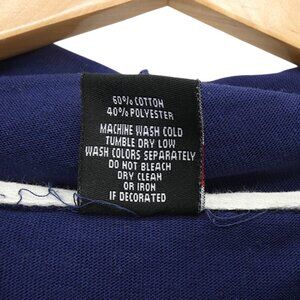 60% COTTON
40% POLYESTER
MACHINE WASH COLD
TUMBLE DRY LOW
WASH COLORS SEPARATELY
DO NOT BLEACH
DRY CLEAN
OR IRON
IF DECORATED